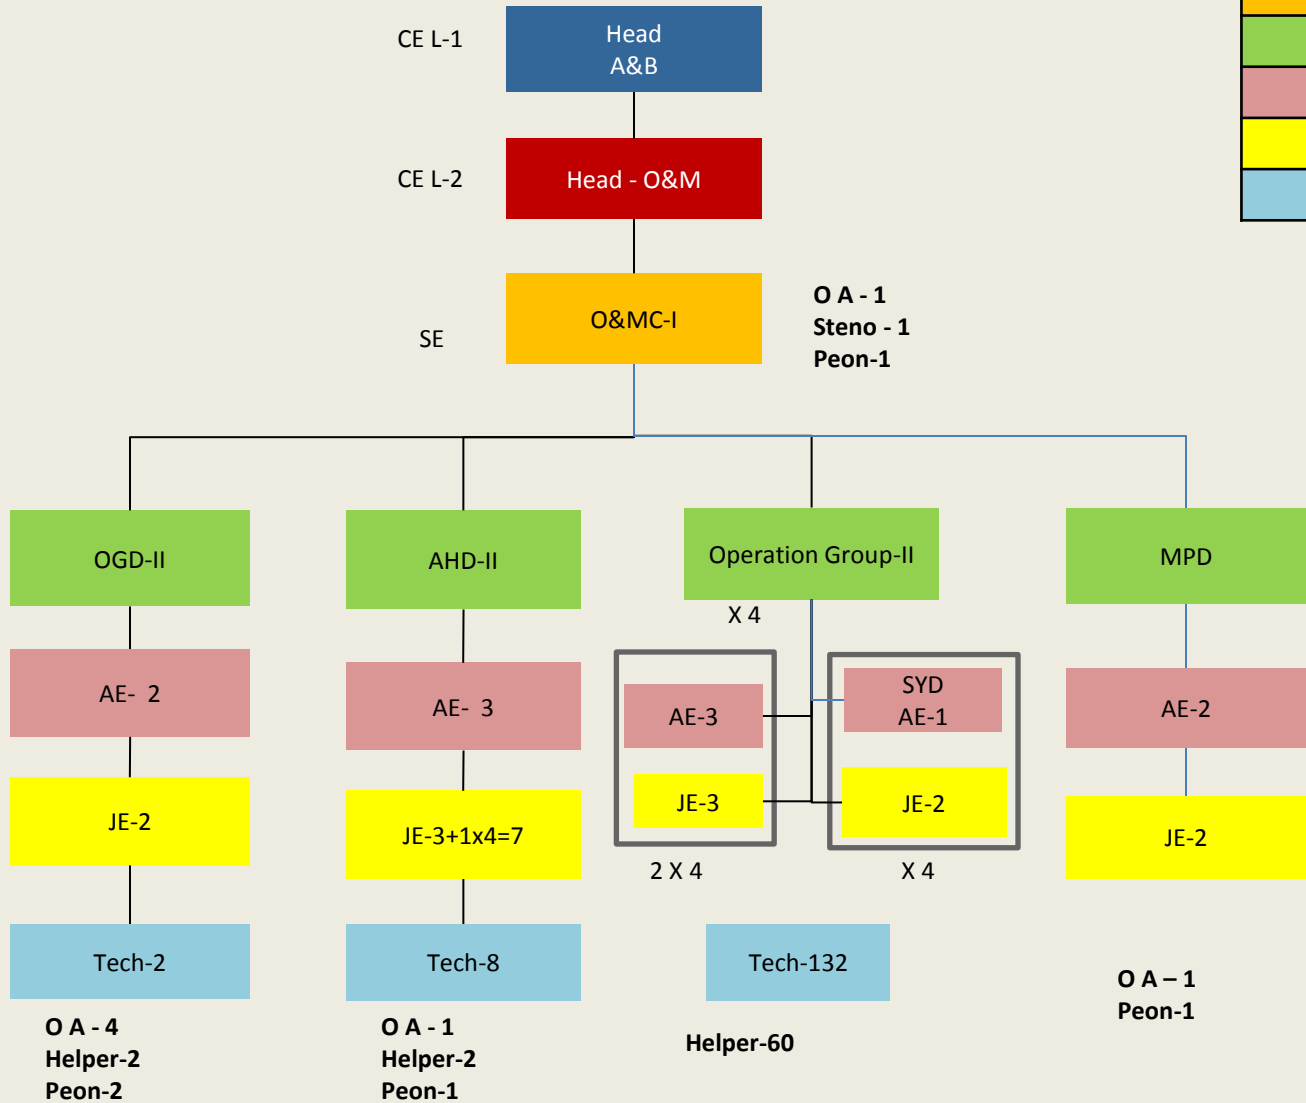 CE L-1
Head
A&B
CE L-2
Head - O&M
SE
O&MC-I
O A - 1
Steno - 1
Peon-1
OGD-II
AHD-II
Operation Group-II
MPD
X 4
AE- 2
AE- 3
AE-3
SYD
AE-1
AE-2
JE-2
JE-3+1x4=7
JE-3
JE-2
JE-2
2 X 4
X 4
Tech-2
Tech-8
Tech-132
O A - 4
Helper-2
Peon-2
O A - 1
Helper-2
Peon-1
Helper-60
O A – 1
Peon-1